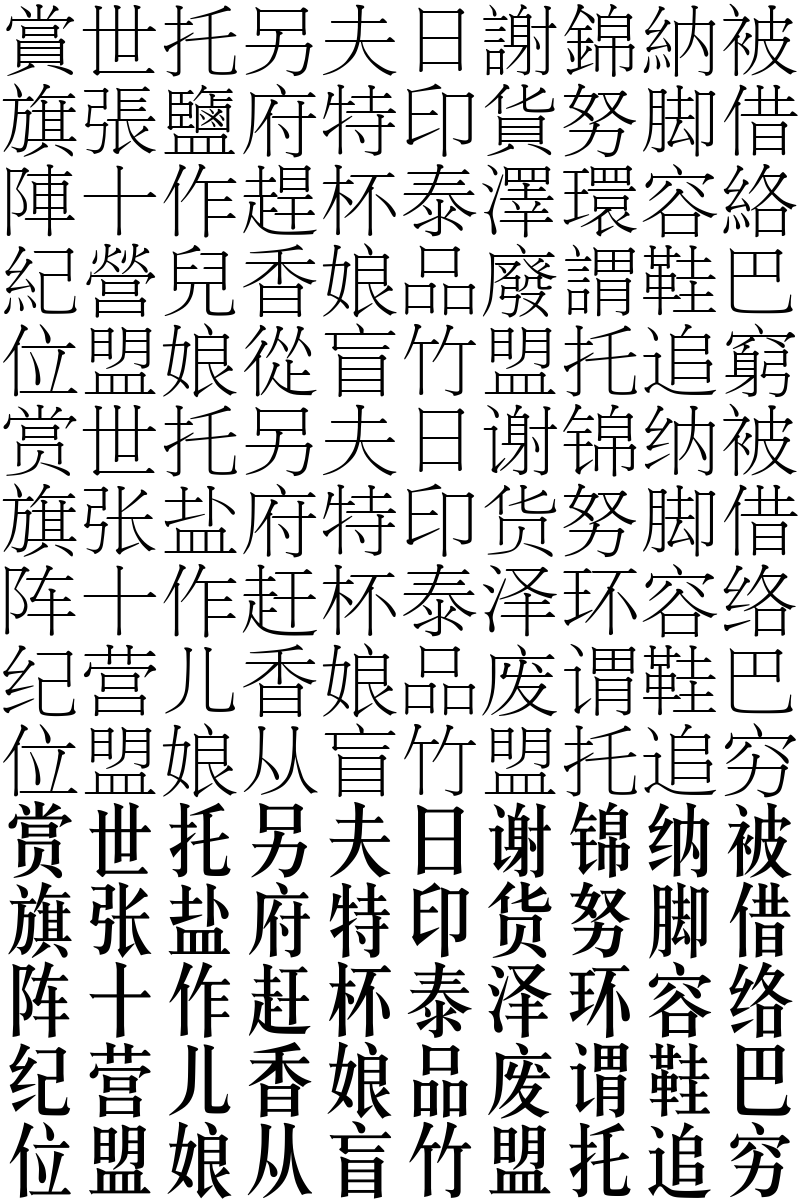 賞世托另夫日謝錦納被
旗張鹽府特印貨努脚借
陣十作趕杯泰澤環容絡
紀營兒香娘品廢謂鞋巴
位盟娘從盲竹盟托追窮
赏世托另夫日谢锦纳被
旗张盐府特印货努脚借
阵十作赶杯泰泽环容络
纪营儿香娘品废谓鞋巴
位盟娘从盲竹盟托追穷
赏世托另夫日谢锦纳被
旗张盐府特印货努脚借
阵十作赶杯泰泽环容络
纪营儿香娘品废谓鞋巴
位盟娘从盲竹盟托追穷